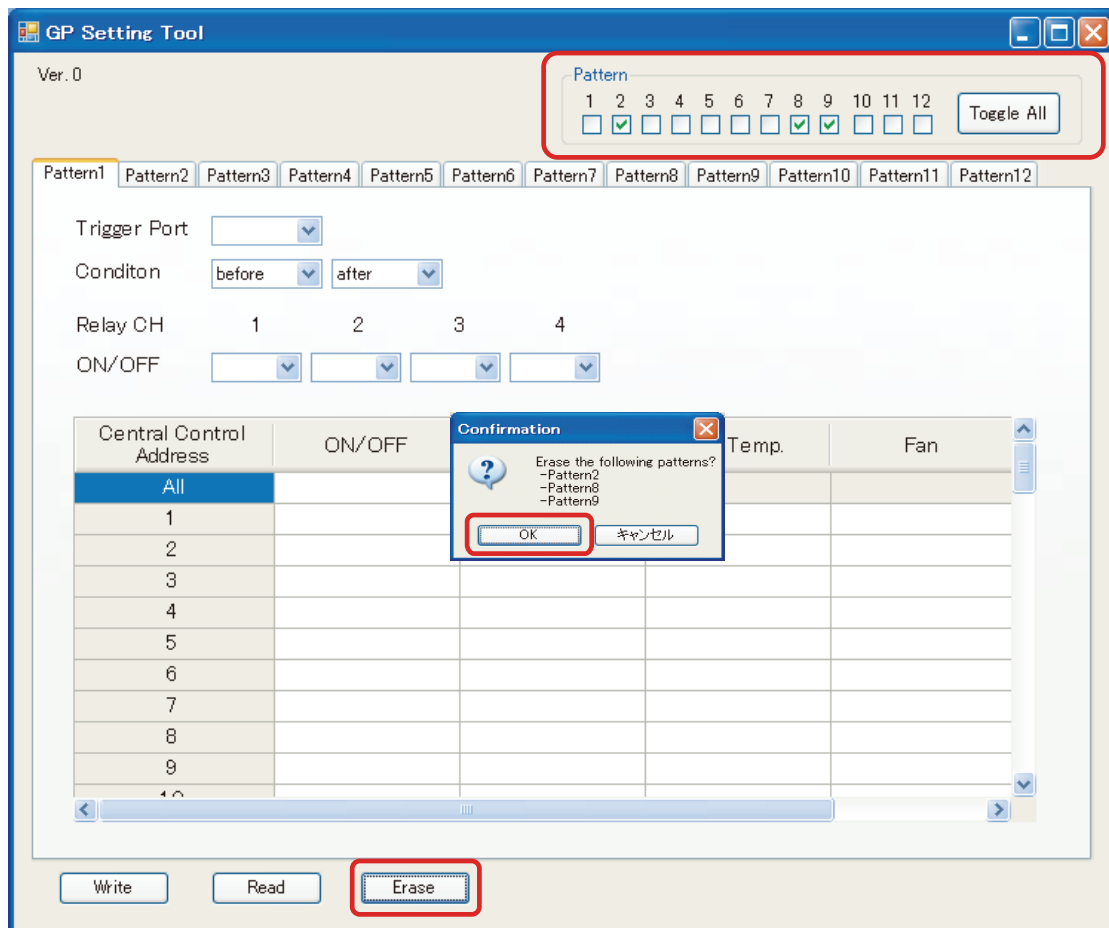 GP Setting Tool
Ver. 0
Pattern
1 2 3 4 5 6 7 8 9 10 11 12
Toggle All
Pattern1 Pattern2 Pattern3 Pattern4 Pattern5 Pattern6 Pattern7 Pattern8 Pattern9 Pattern10 Pattern11 Pattern12
Trigger Port
Conditon before after
Relay CH 1 2 3 4
ON/OFF
Central Control
Address
ON/OFF
Temp.
Fan
All
1
2
3
4
5
6
7
8
9
10
Confirmation
Erase the following patterns?
-Pattern2
-Pattern8
-Pattern9
OK キャンセル
Write Read Erase